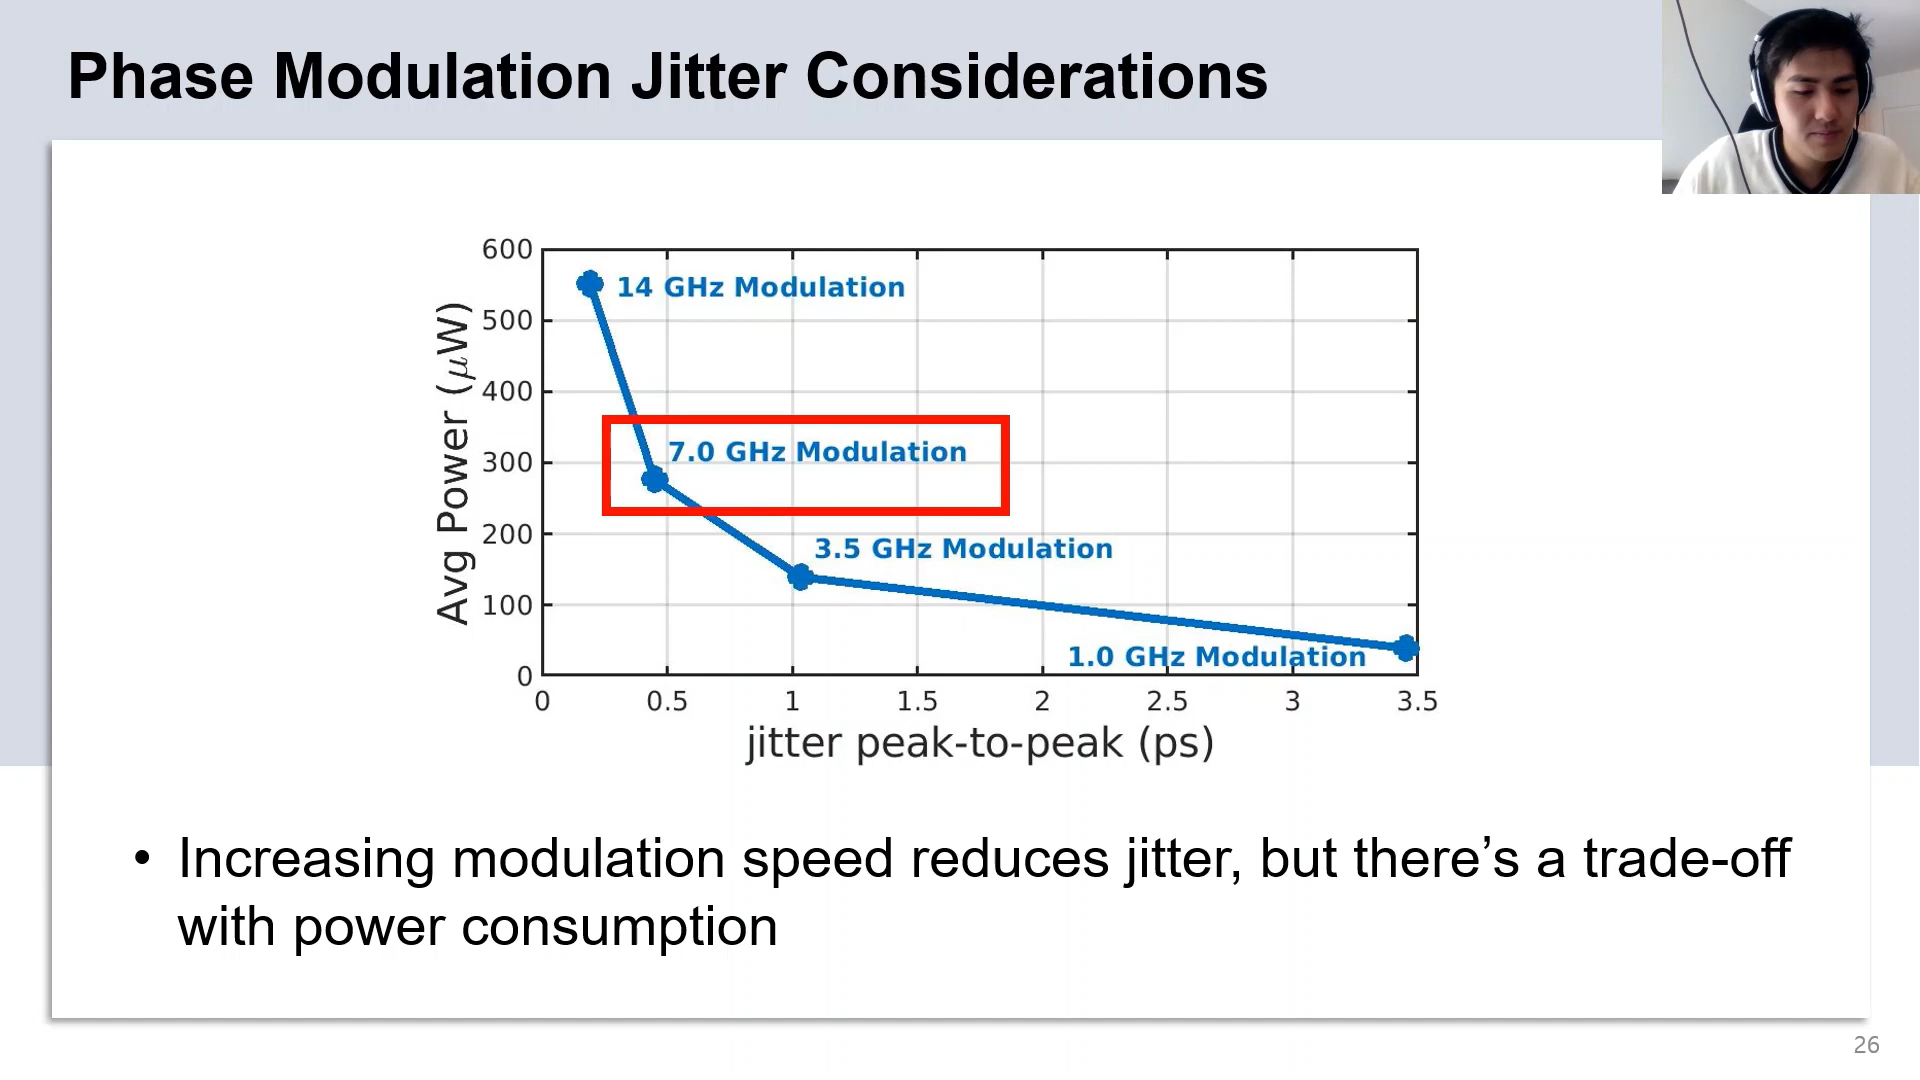 Phase Modulation Jitter Considerations
600
500
400
300
200
100
0
Avg Power (μW)
14 GHz Modulation
7.0 GHz Modulation
3.5 GHz Modulation
1.0 GHz Modulation
0 0.5 1 1.5 2 2.5 3 3.5
jitter peak-to-peak (ps)
• Increasing modulation speed reduces jitter, but there’s a trade-off
with power consumption
26